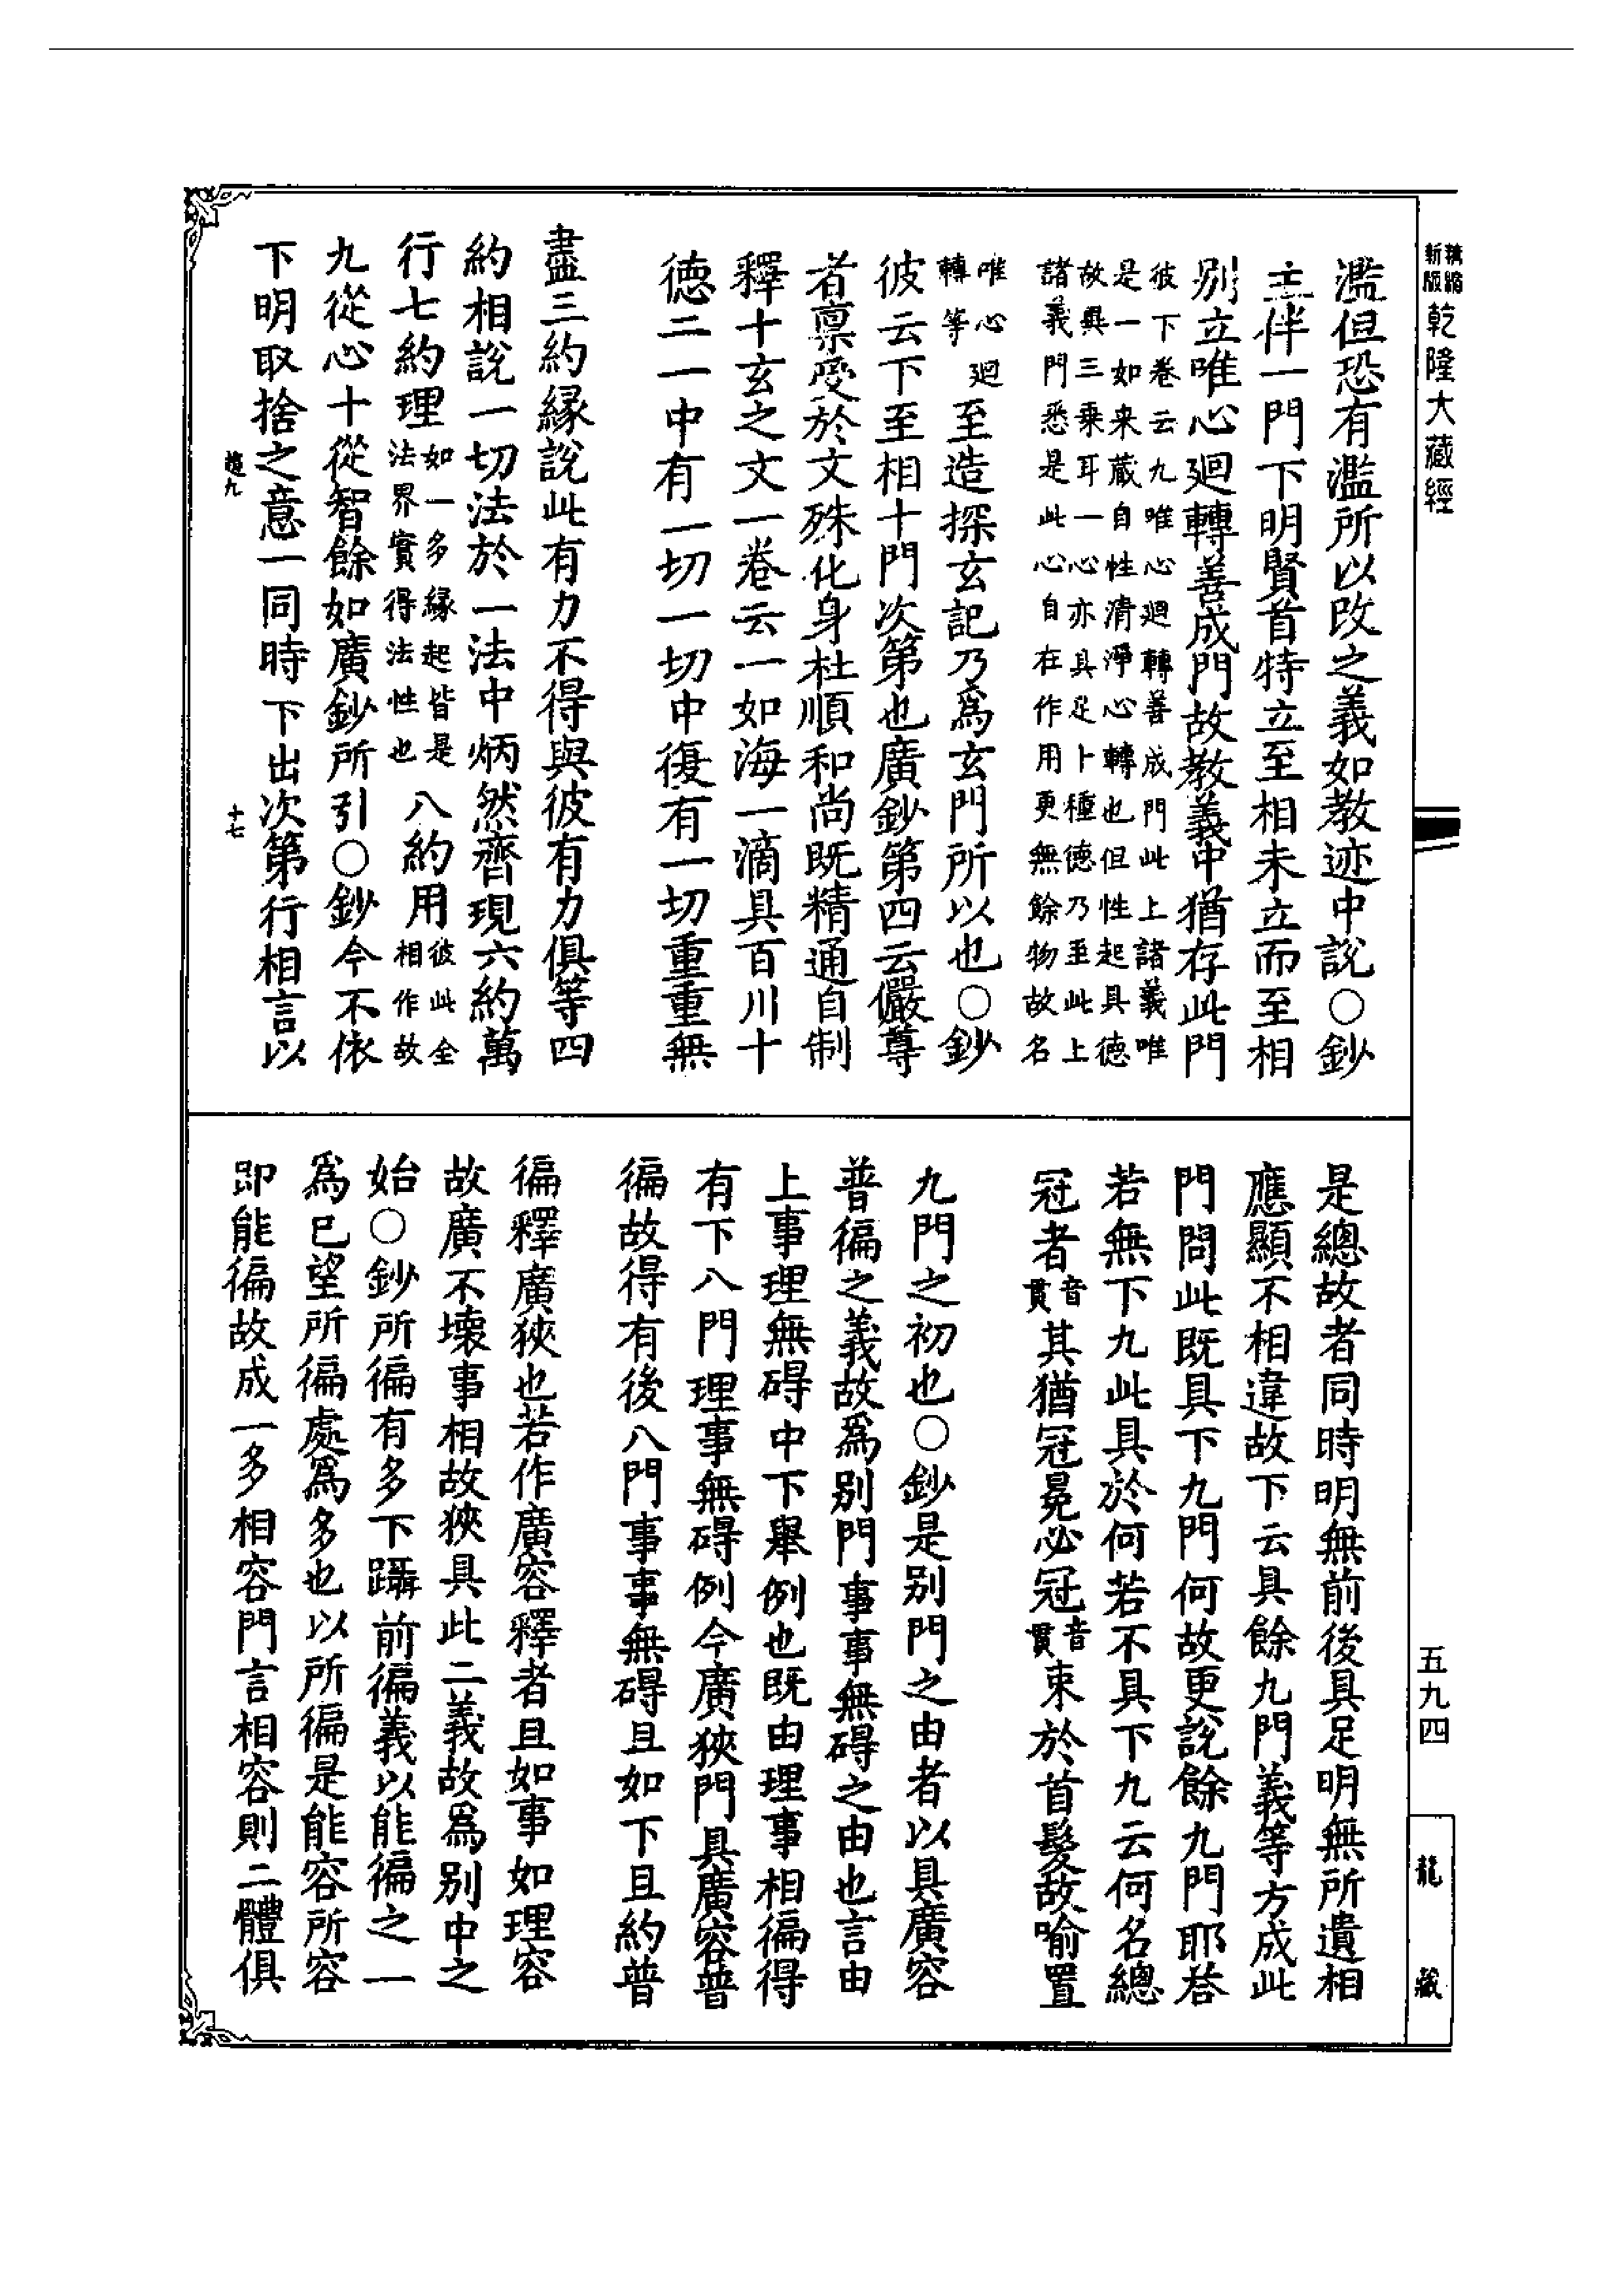 精縮
新版
乾隆大藏經
濫但恐有濫所以改之義如教迹中說○鈔
主伴一門下明賢首特立至相未立而至相
別立唯心廻轉善成門故教義中猶存此門
彼下卷云九唯心廻轉善成門此上諸義唯
是一如来藏自性清淨心轉也但性起具德
故與三乗耳一心亦具足十種德乃至此上
諸義門悉是此心自在作用更無餘物故名
唯心廻
轉等
至造探玄記乃爲玄門所以也○鈔
彼云下至相十門次第也廣鈔第四云儼尊
者禀受於文殊化身杜順和尚既精通自制
釋十玄之文一卷云一如海一滴具百川十
德二一中有一切一切中復有一切重重無
盡三約緣說此有力不得與彼有力俱等四
約相說一切法於一法中炳然齊現六約萬
行七約理
如一多緣起皆是
法界實得法性也
八約用
彼此全
相作故
九從心十從智餘如廣鈔所引○鈔今不依
下明取捨之意一同時下出次第行相言以
十七
是總故者同時明無前後具足明無所遺相
應顯不相違故下云具餘九門義等方成此
門問此既具下九門何故更說餘九門耶荅
若無下九此具於何若不具下九云何名總
冠者
音
貫
其猶冠冕必冠
音
貫
束於首髮故喻置
九門之初也○鈔是別門之由者以具廣容
普徧之義故爲別門事事無碍之由也言由
上事理無碍中下舉例也既由理事相徧得
有下八門理事無碍例今廣狹門具廣容普
徧故得有後八門事事無碍且如下且約普
徧釋廣狹也若作廣容釋者且如事如理容
故廣不壞事相故狹具此二義故爲別中之
始○鈔所徧有多下躡前徧義以能徧之一
爲已望所徧處爲多也以所徧是能容所容
即能徧故成一多相容門言相容則二體俱
五九四
龍藏